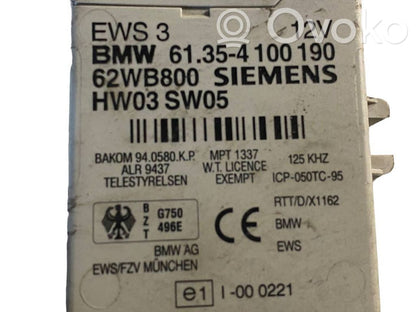 EWS 3 12V
BMW 61.35-4 100 190
62WB800 SIEMENS
HW03 SW05
BAKOM 94.0580.K.P. MPT 1337 125 KHZ
ALR 9437 W.T. LICENCE
TELESTYRELSEN EXEMPT ICP-050TC-95
RTT/D/X1162
B Z T G750 496E CE BMW
EWS
BMW AG
EWS/FZV MÜNCHEN
e1 I-00 0221
Ovoko